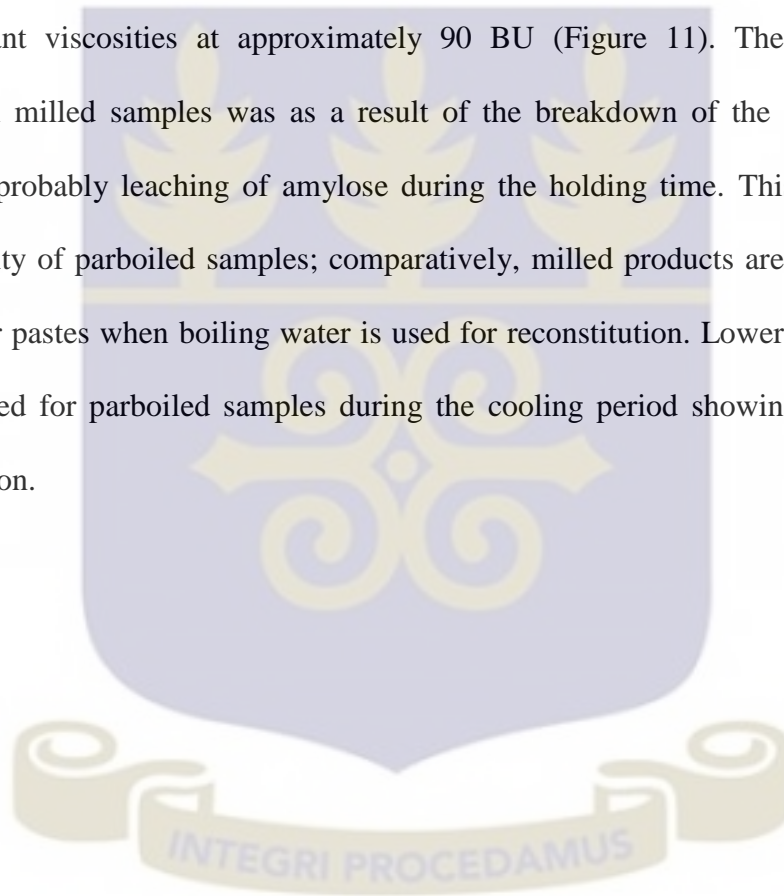 ant viscosities at approximately 90 BU (Figure 11). The
milled samples was as a result of the breakdown of the
probably leaching of amylose during the holding time. Thi
ity of parboiled samples; comparatively, milled products are
r pastes when boiling water is used for reconstitution. Lower
ed for parboiled samples during the cooling period showin
on.
INTEGRI PROCEDAMUS